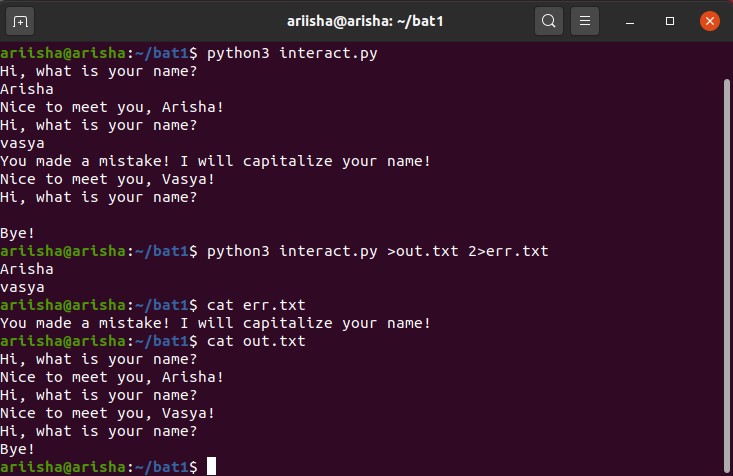 ariisha@arisha: ~/bat1
ariisha@arisha:~/bat1$ python3 interact.py
Hi, what is your name?
Arisha
Nice to meet you, Arisha!
Hi, what is your name?
vasya
You made a mistake! I will capitalize your name!
Nice to meet you, Vasya!
Hi, what is your name?

Bye!
ariisha@arisha:~/bat1$ python3 interact.py >out.txt 2>err.txt
Arisha
vasya
ariisha@arisha:~/bat1$ cat err.txt
You made a mistake! I will capitalize your name!
ariisha@arisha:~/bat1$ cat out.txt
Hi, what is your name?
Nice to meet you, Arisha!
Hi, what is your name?
Nice to meet you, Vasya!
Hi, what is your name?
Bye!
ariisha@arisha:~/bat1$